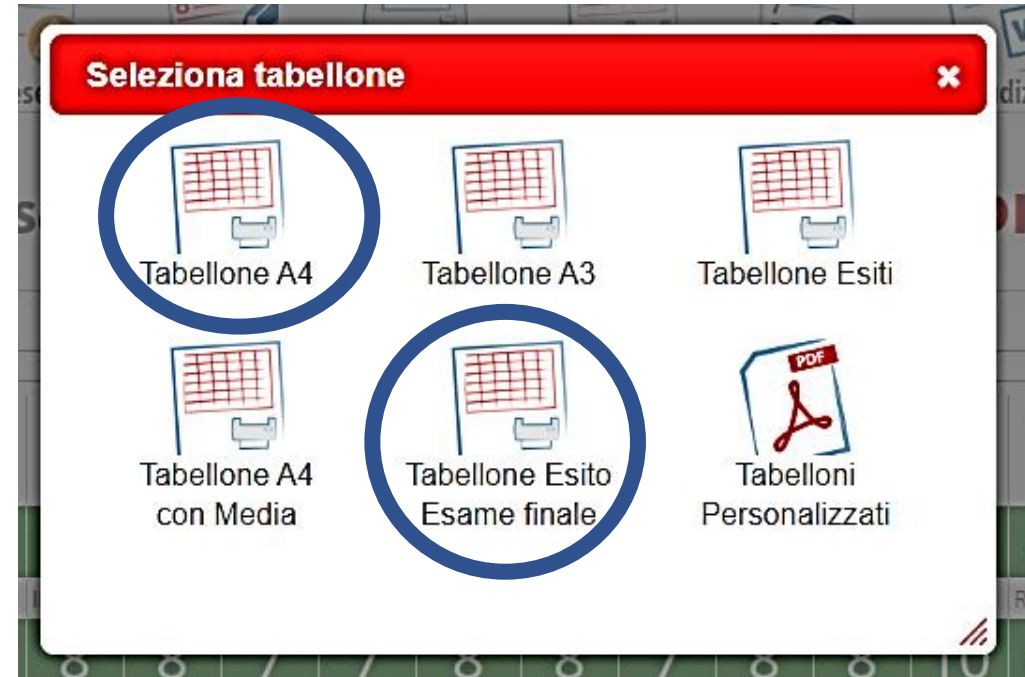 Seleziona tabellone
Tabellone A4
Tabellone A3
Tabellone Esiti
Tabellone A4
con Media
Tabellone Esito
Esame finale
PDF
Tabelloni
Personalizzati